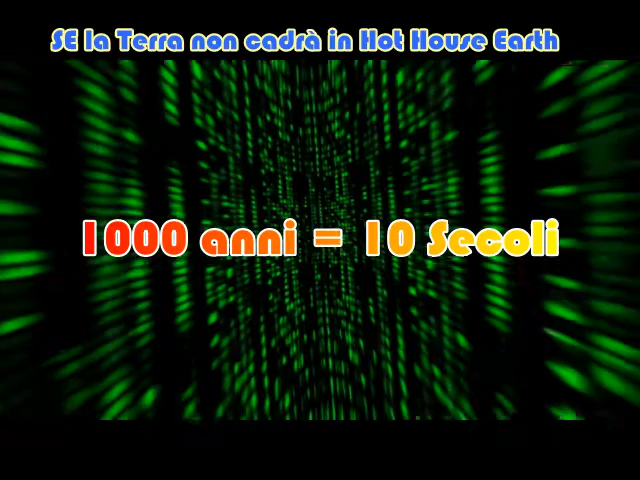 SE la Terra non cadrà in Hot House Earth
1000 anni = 10 Secoli